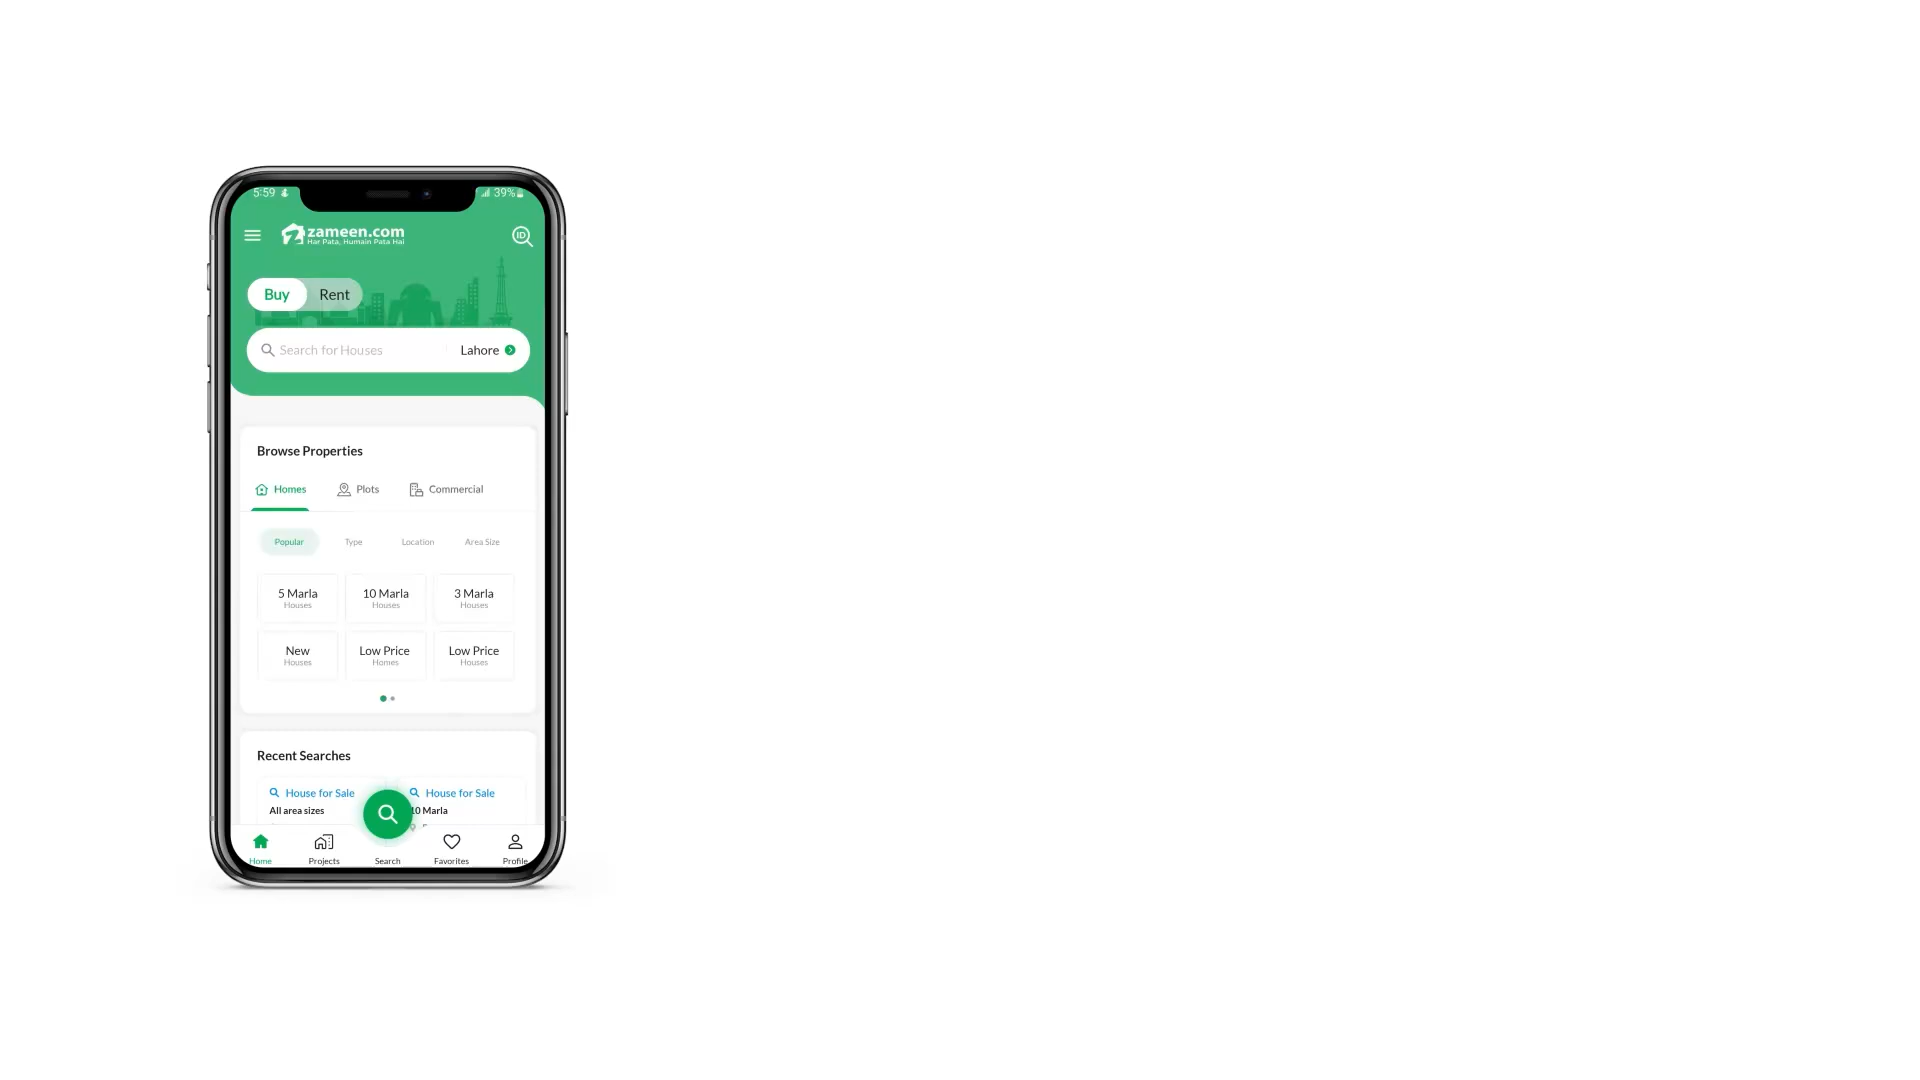 5:59 39%
zameen.com
Har Pata, Humain Pata Hai
ID
Buy Rent
Search for Houses Lahore
Browse Properties
Homes Plots Commercial
Popular Type Location Area Size
5 Marla 10 Marla 3 Marla
Houses Houses Houses
New Low Price Low Price
Houses Homes Houses
Recent Searches
House for Sale House for Sale
All area sizes 10 Marla
Home Projects Search Favorites Profile